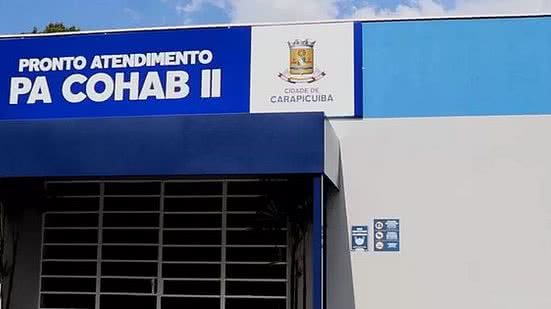 PRONTO ATENDIMENTO
PA COHAB II
CIDADE DE
CARAPICUIBA